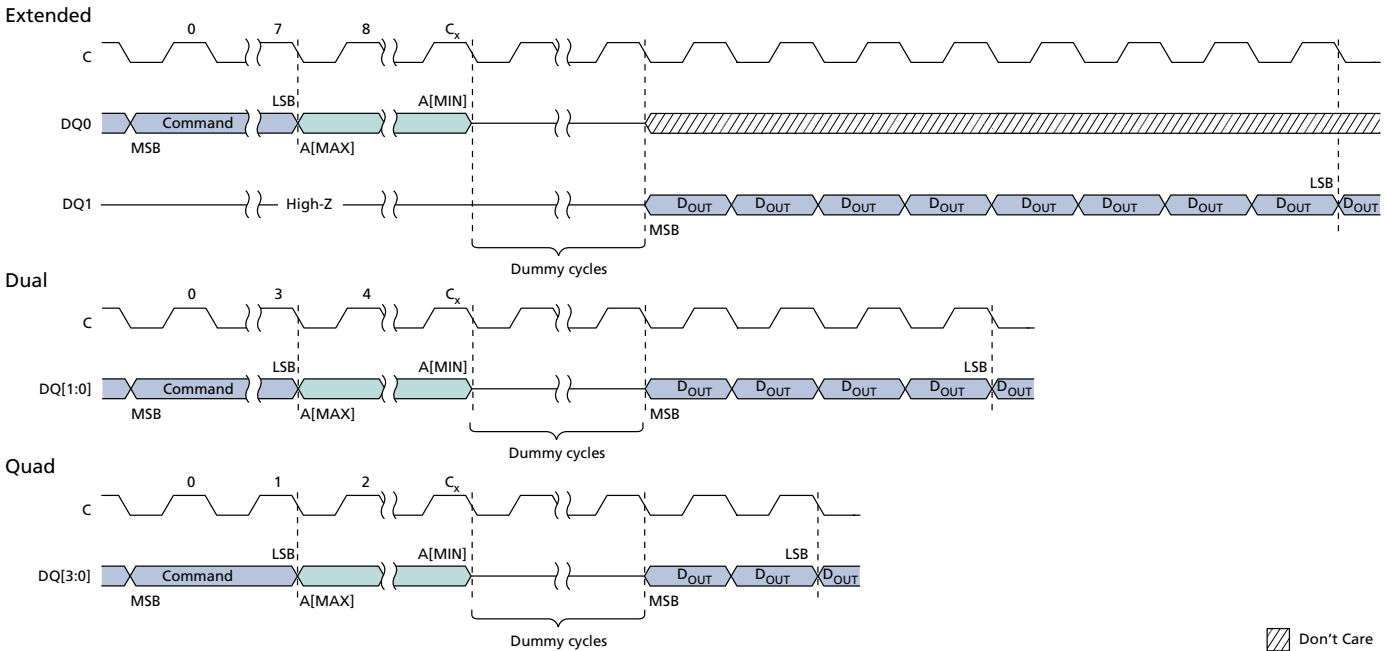 Extended
0 7 8 Cx
C
LSB A[MIN]
DQ0 Command
MSB A[MAX]
LSB
DQ1 High-Z DOUT DOUT DOUT DOUT DOUT DOUT DOUT DOUT DOUT
MSB
Dummy cycles
Dual
0 3 4 Cx
C
LSB A[MIN] LSB
DQ[1:0] Command DOUT DOUT DOUT DOUT DOUT
MSB A[MAX] MSB
Dummy cycles
Quad
0 1 2 Cx
C
LSB A[MIN] LSB
DQ[3:0] Command DOUT DOUT DOUT
MSB A[MAX] MSB
Dummy cycles
Don't Care